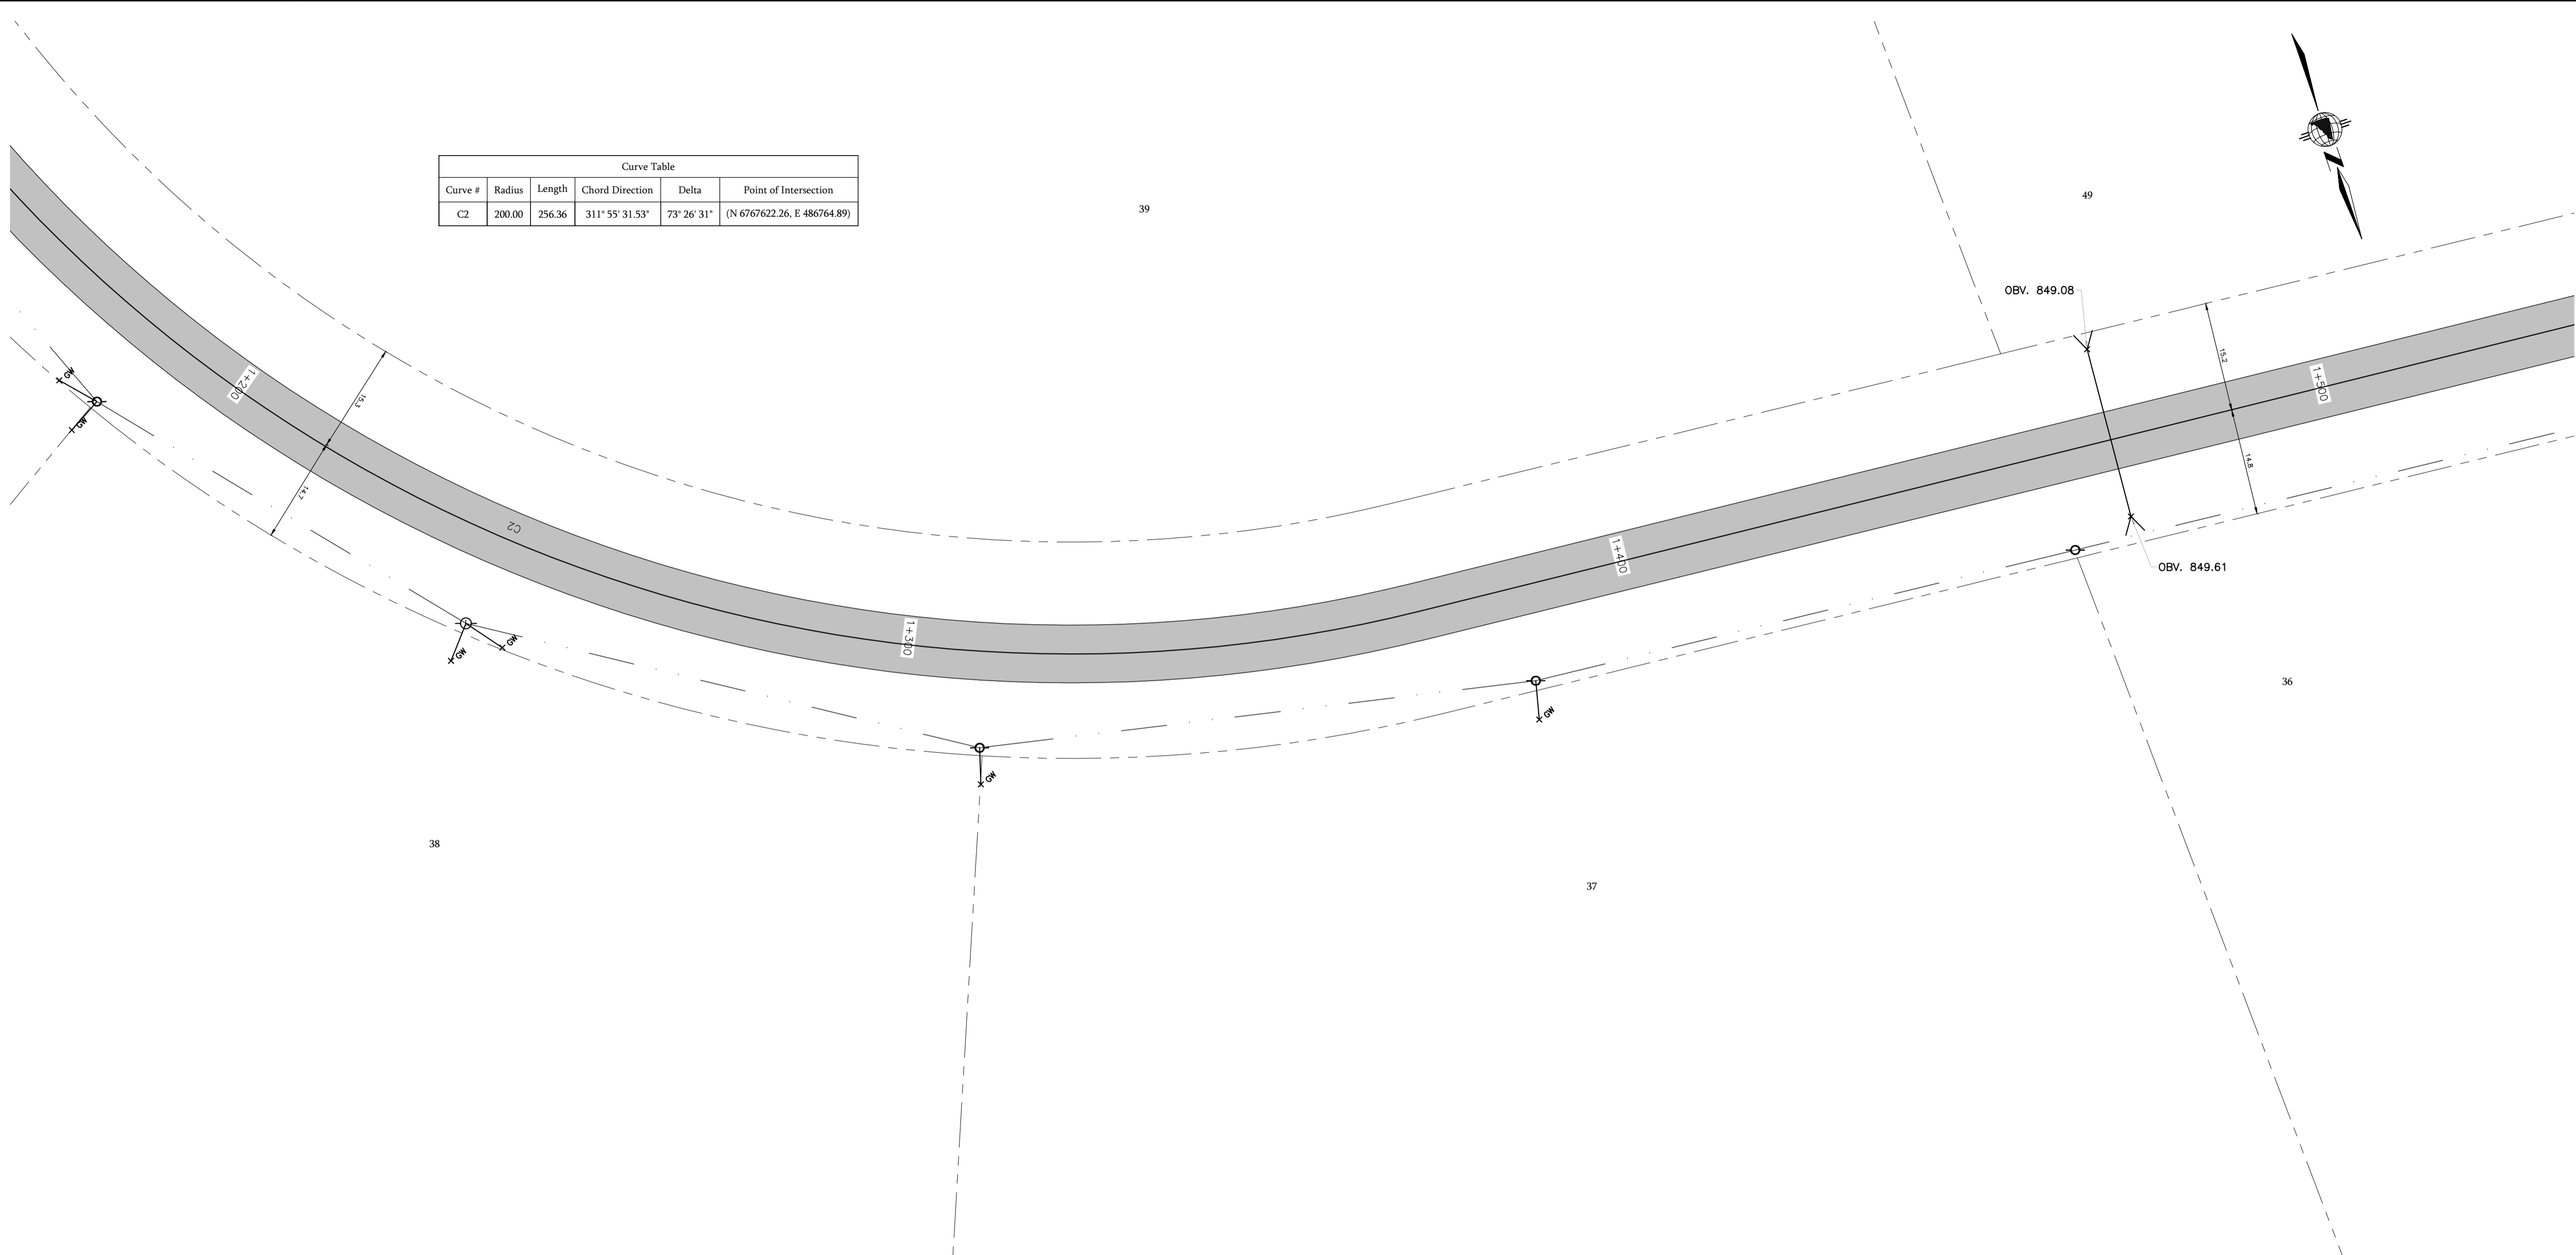 Curve Table
Curve # Radius Length Chord Direction Delta Point of Intersection
C2 200.00 256.36 311° 55' 31.53" 73° 26' 31" (N 6767622.26, E 486764.89)
39
49
OBV. 849.08
15.2
1+500
14.8
OBV. 849.61
GW
GW
1+200
15.3
14.7
C2
1+400
GW
GW
1+300
GW
GW
36
38
37
N